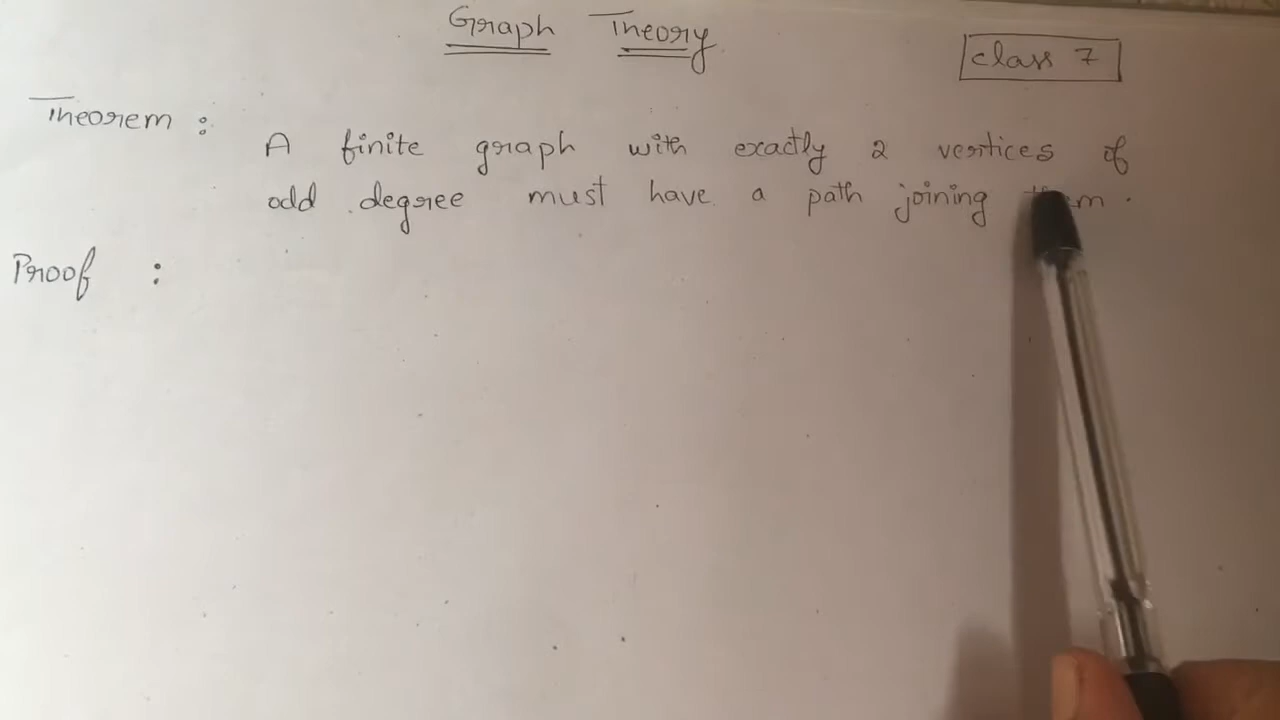 Graph Theory
class 7
Theorem :
A finite graph with exactly 2 vertices of
odd degree must have a path joining
Proof :